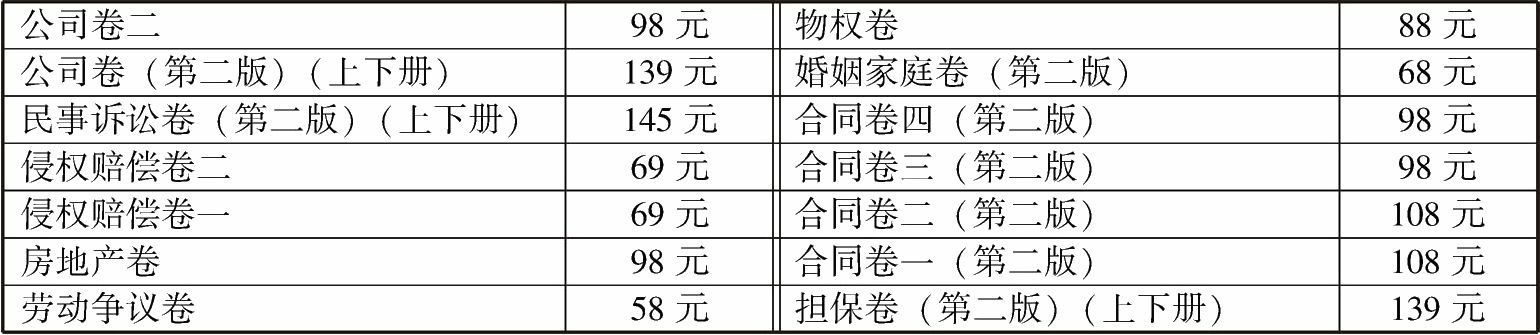 公司卷二 98 元 物权卷 88 元
公司卷（第二版）（上下册） 139 元 婚姻家庭卷（第二版） 68 元
民事诉讼卷（第二版）（上下册） 145 元 合同卷四（第二版） 98 元
侵权赔偿卷二 69 元 合同卷三（第二版） 98 元
侵权赔偿卷一 69 元 合同卷二（第二版） 108 元
房地产卷 98 元 合同卷一（第二版） 108 元
劳动争议卷 58 元 担保卷（第二版）（上下册） 139 元